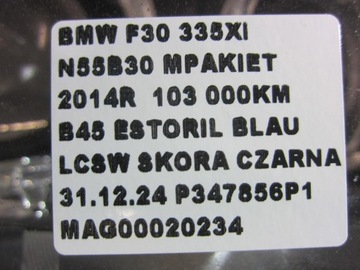 BMW F30 335XI
N55B30 MPAKIET
2014R 103 000KM
B45 ESTORIL BLAU
LCSW SKORA CZARNA
31.12.24 P347856P1
MAG00020234